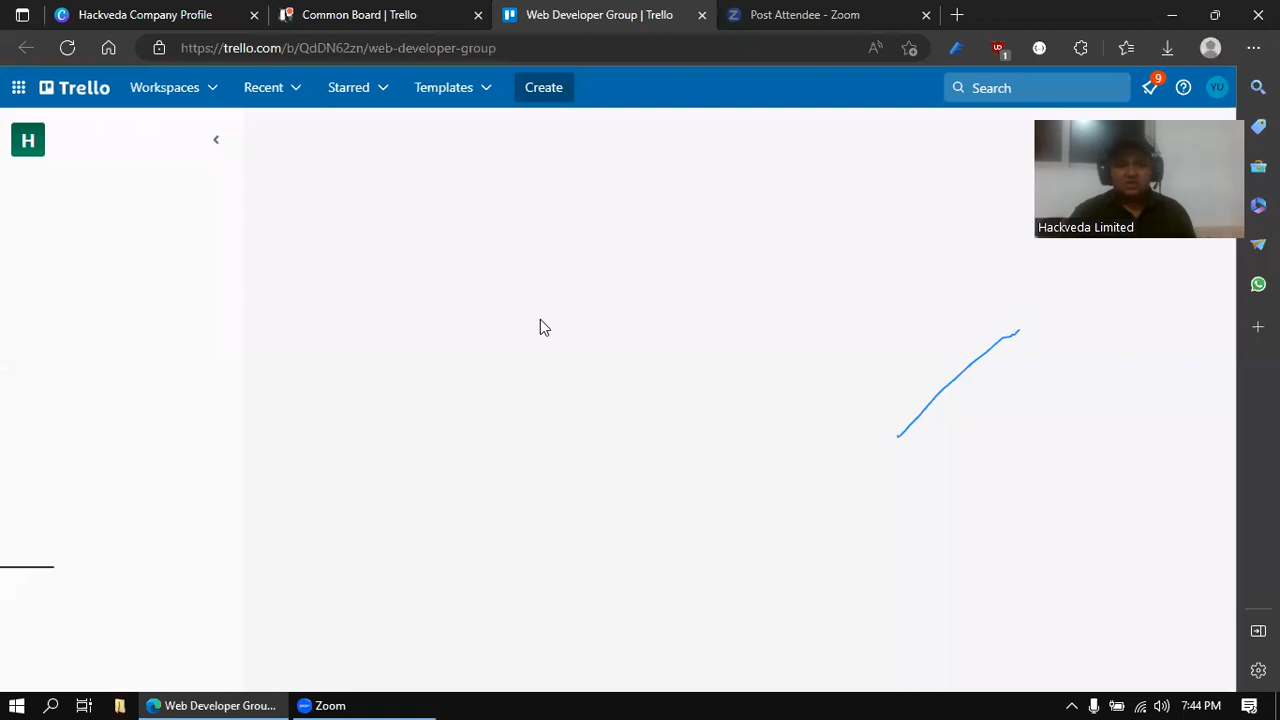 Hackveda Company Profile
Common Board | Trello
Web Developer Group | Trello
Post Attendee - Zoom
https://trello.com/b/QdDN62zn/web-developer-group
Trello
Workspaces
Recent
Starred
Templates
Create
Search
9
YU
H
Hackveda Limited
Web Developer Grou...
Zoom
7:44 PM